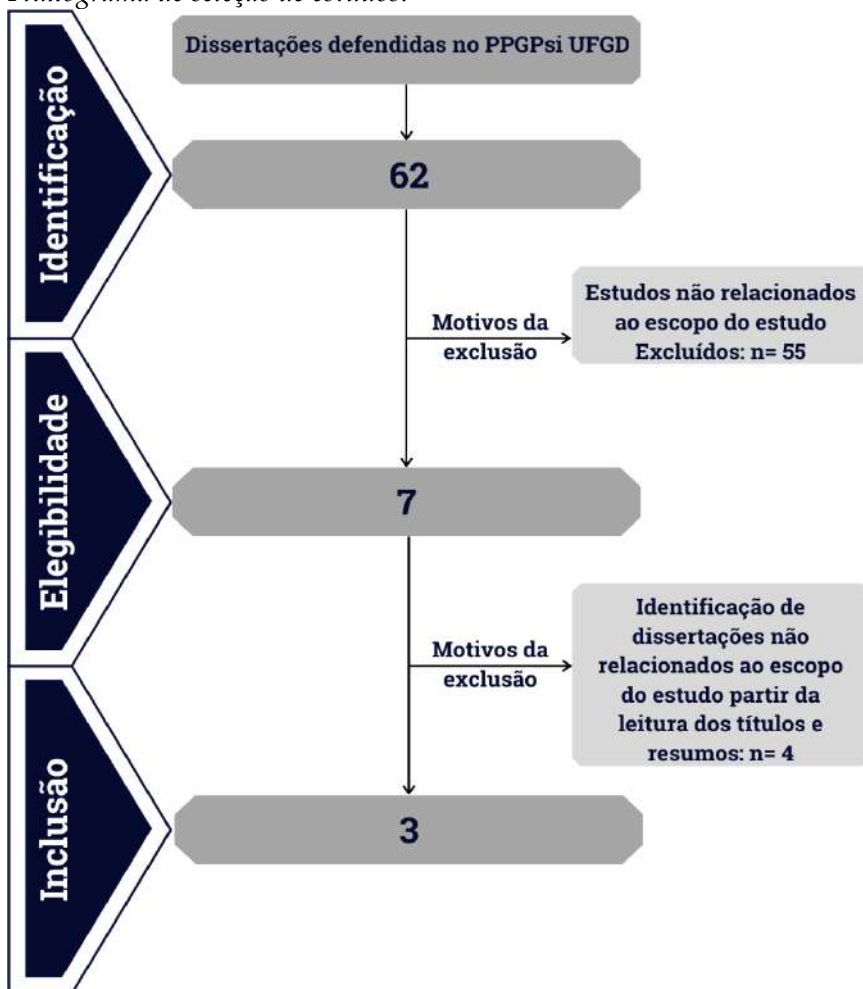 Dissertações defendidas no PPGPsi UFGD
Identificação
62
Motivos da
exclusão
Estudos não relacionados
ao escopo do estudo
Excluídos: n= 55
Elegibilidade
7
Motivos da
exclusão
Identificação de
dissertações não
relacionados ao escopo
do estudo partir da
leitura dos títulos e
resumos: n= 4
Inclusão
3